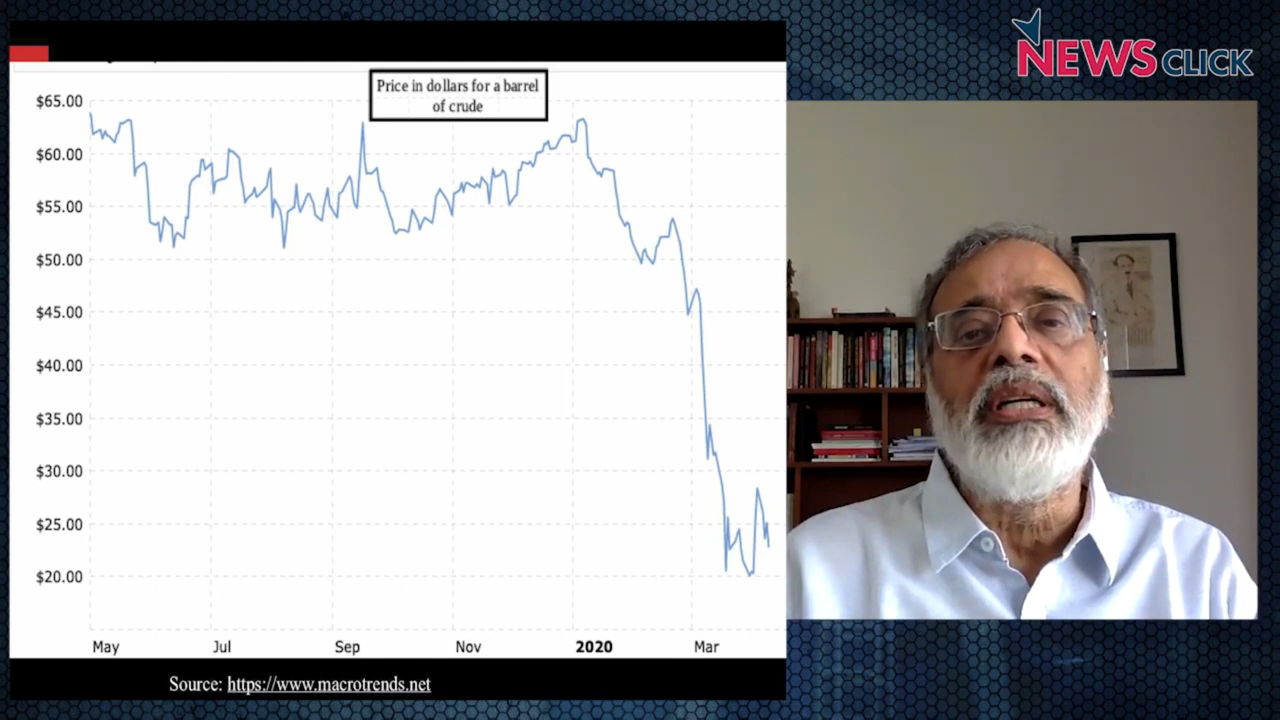 NEWSCLICK
Price in dollars for a barrel
of crude
$65.00
$60.00
$55.00
$50.00
$45.00
$40.00
$35.00
$30.00
$25.00
$20.00
May Jul Sep Nov 2020 Mar
Source: https://www.macrotrends.net